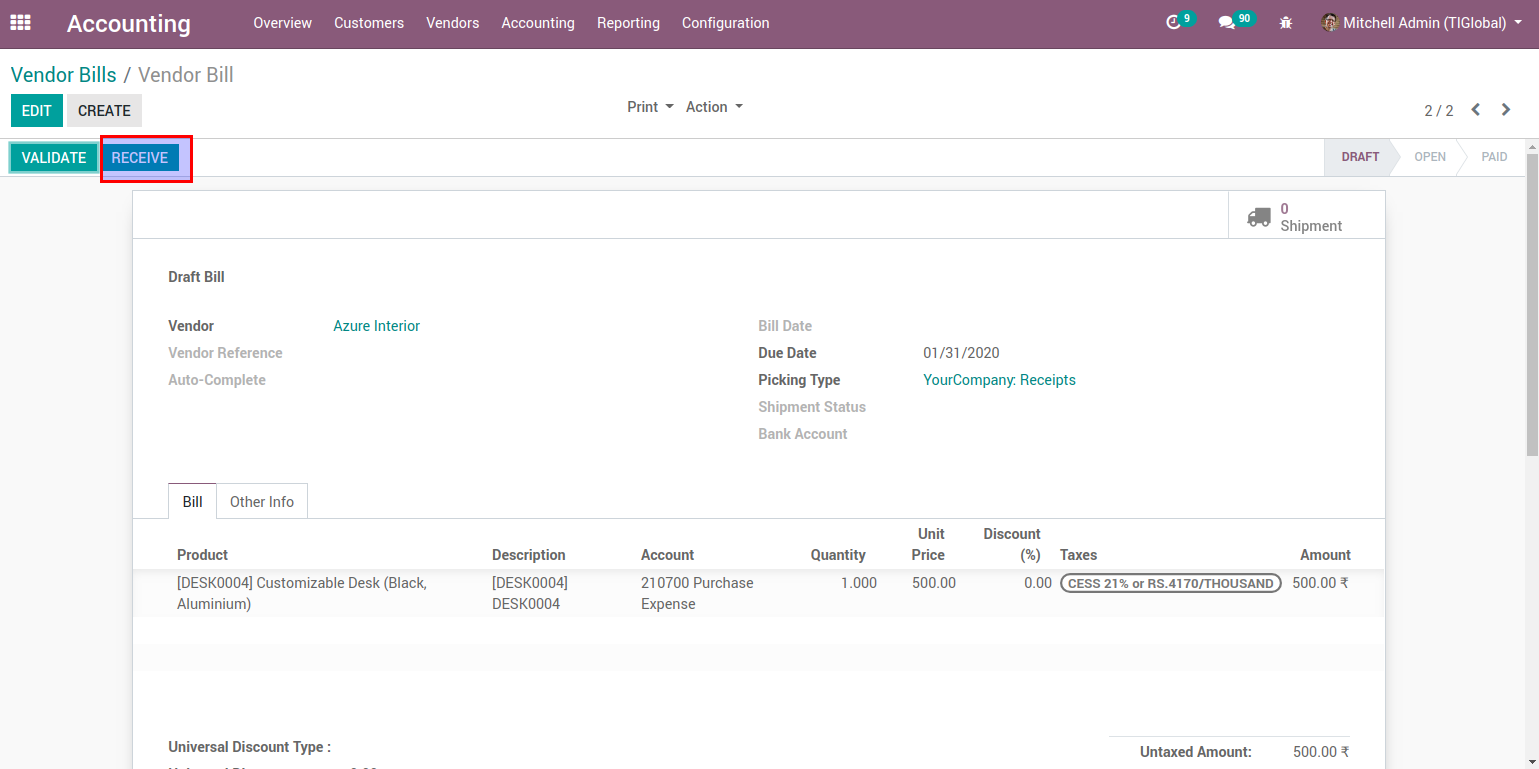 Accounting Overview Customers Vendors Accounting Reporting Configuration 9 90 Mitchell Admin (TIGlobal)
Vendor Bills / Vendor Bill
EDIT CREATE Print Action 2 / 2
VALIDATE RECEIVE DRAFT OPEN PAID
0
Shipment
Draft Bill
Vendor Azure Interior Bill Date
Vendor Reference Due Date 01/31/2020
Auto-Complete Picking Type YourCompany: Receipts
Shipment Status
Bank Account
Bill Other Info
Unit Discount
Product Description Account Quantity Price (%) Taxes Amount
[DESK0004] Customizable Desk (Black, [DESK0004] 210700 Purchase 1.000 500.00 0.00 CESS 21% or RS.4170/THOUSAND 500.00 ₹
Aluminium) DESK0004 Expense
Universal Discount Type :
Untaxed Amount: 500.00 ₹